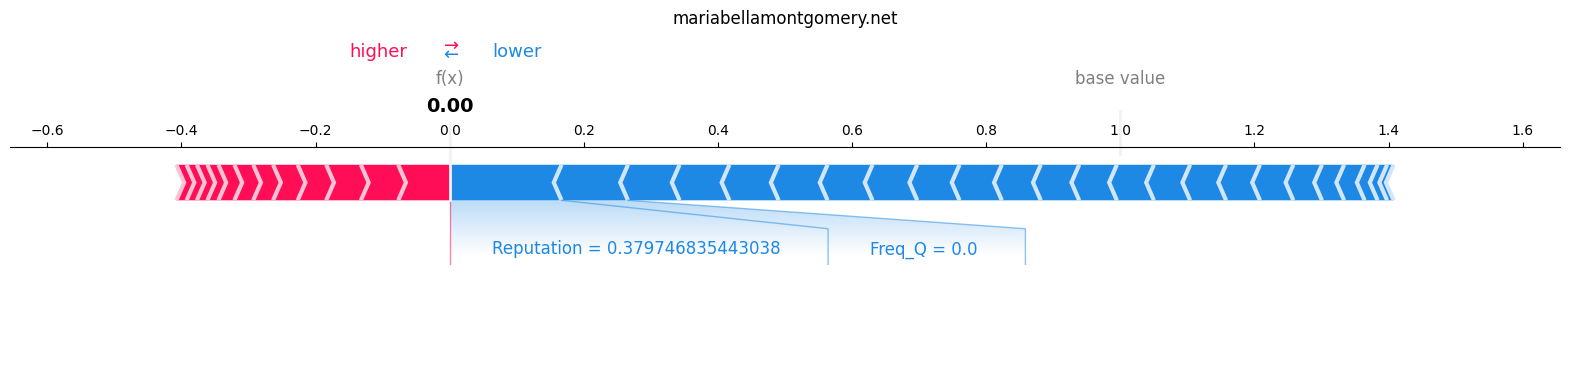 mariabellamontgomery.net
higher → ← lower
f(x) base value
0.00
−0.6 −0.4 −0.2 0.0 0.2 0.4 0.6 0.8 1.0 1.2 1.4 1.6
Reputation = 0.379746835443038 Freq_Q = 0.0